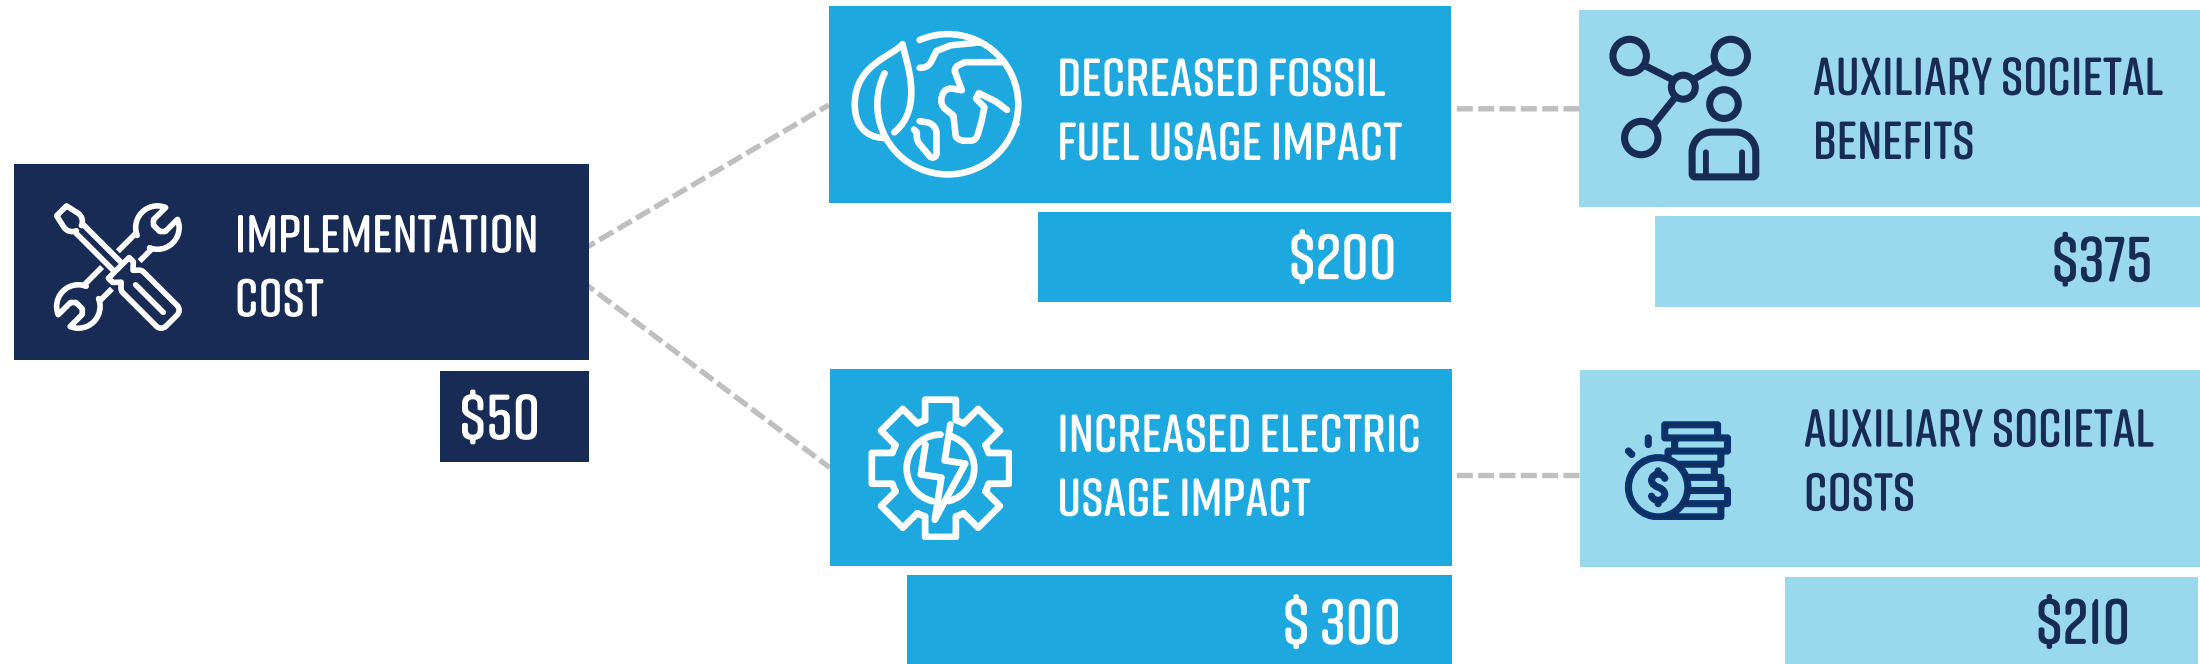 IMPLEMENTATION
COST
$50
DECREASED FOSSIL
FUEL USAGE IMPACT
$200
AUXILIARY SOCIETAL
BENEFITS
$375
INCREASED ELECTRIC
USAGE IMPACT
$ 300
AUXILIARY SOCIETAL
COSTS
$
$210